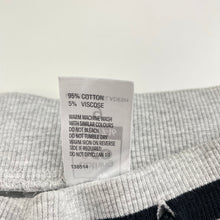 95% COTTON
5% VISCOSE
WARM MACHINE WASH
WITH SIMILAR COLOURS
DO NOT BLEACH
DO NOT TUMBLE DRY
WARM IRON ON REVERSE
SIDE IF REQUIRED
DO NOT DRYCLEAN